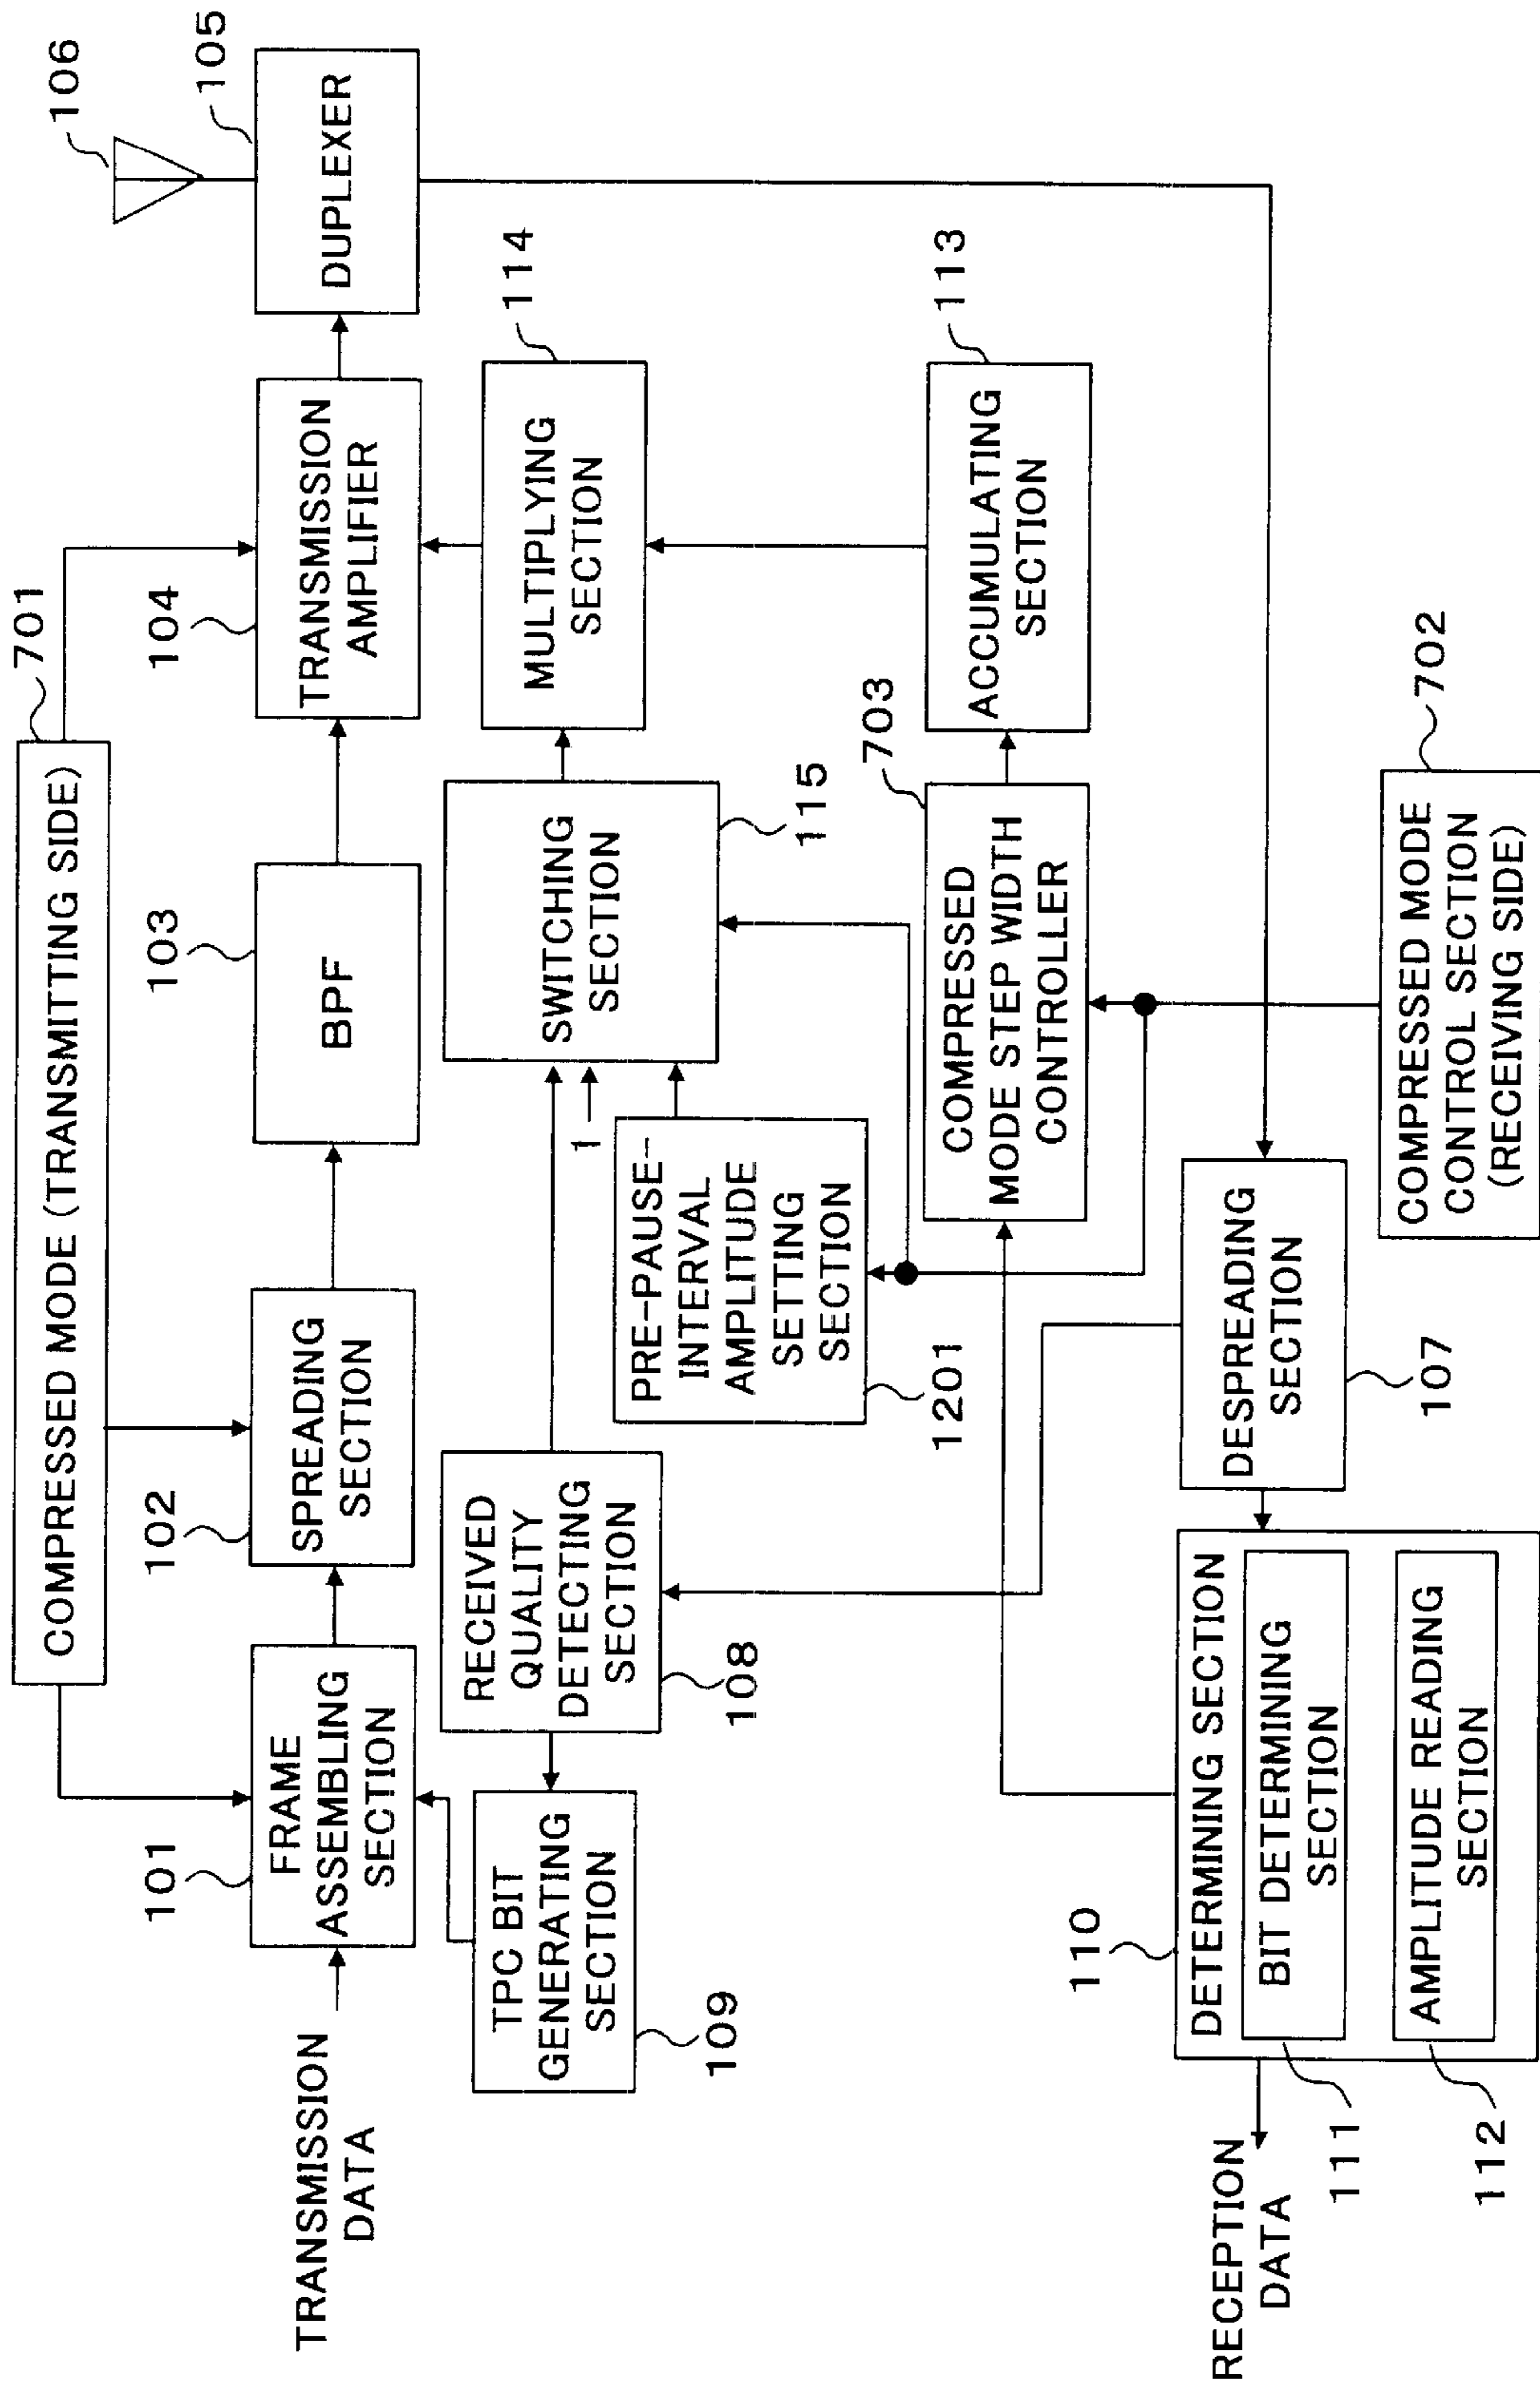 COMPRESSED MODE (TRANSMITTING SIDE)
701
106
105
DUPLEXER
104
TRANSMISSION
AMPLIFIER
103
BPF
102
SPREADING
SECTION
101
FRAME
ASSEMBLING
SECTION
TRANSMISSION
DATA
114
MULTIPLYING
SECTION
SWITCHING
SECTION
115
1
PRE-PAUSE-
INTERVAL
AMPLITUDE
SETTING
SECTION
1201
RECEIVED
QUALITY
DETECTING
SECTION
108
TPC BIT
GENERATING
SECTION
109
113
ACCUMULATING
SECTION
703
COMPRESSED
MODE STEP WIDTH
CONTROLLER
702
COMPRESSED MODE
CONTROL SECTION
(RECEIVING SIDE)
DESPREADING
SECTION
107
110
DETERMINING SECTION
BIT DETERMINING
SECTION
111
AMPLITUDE READING
SECTION
112
RECEPTION
DATA